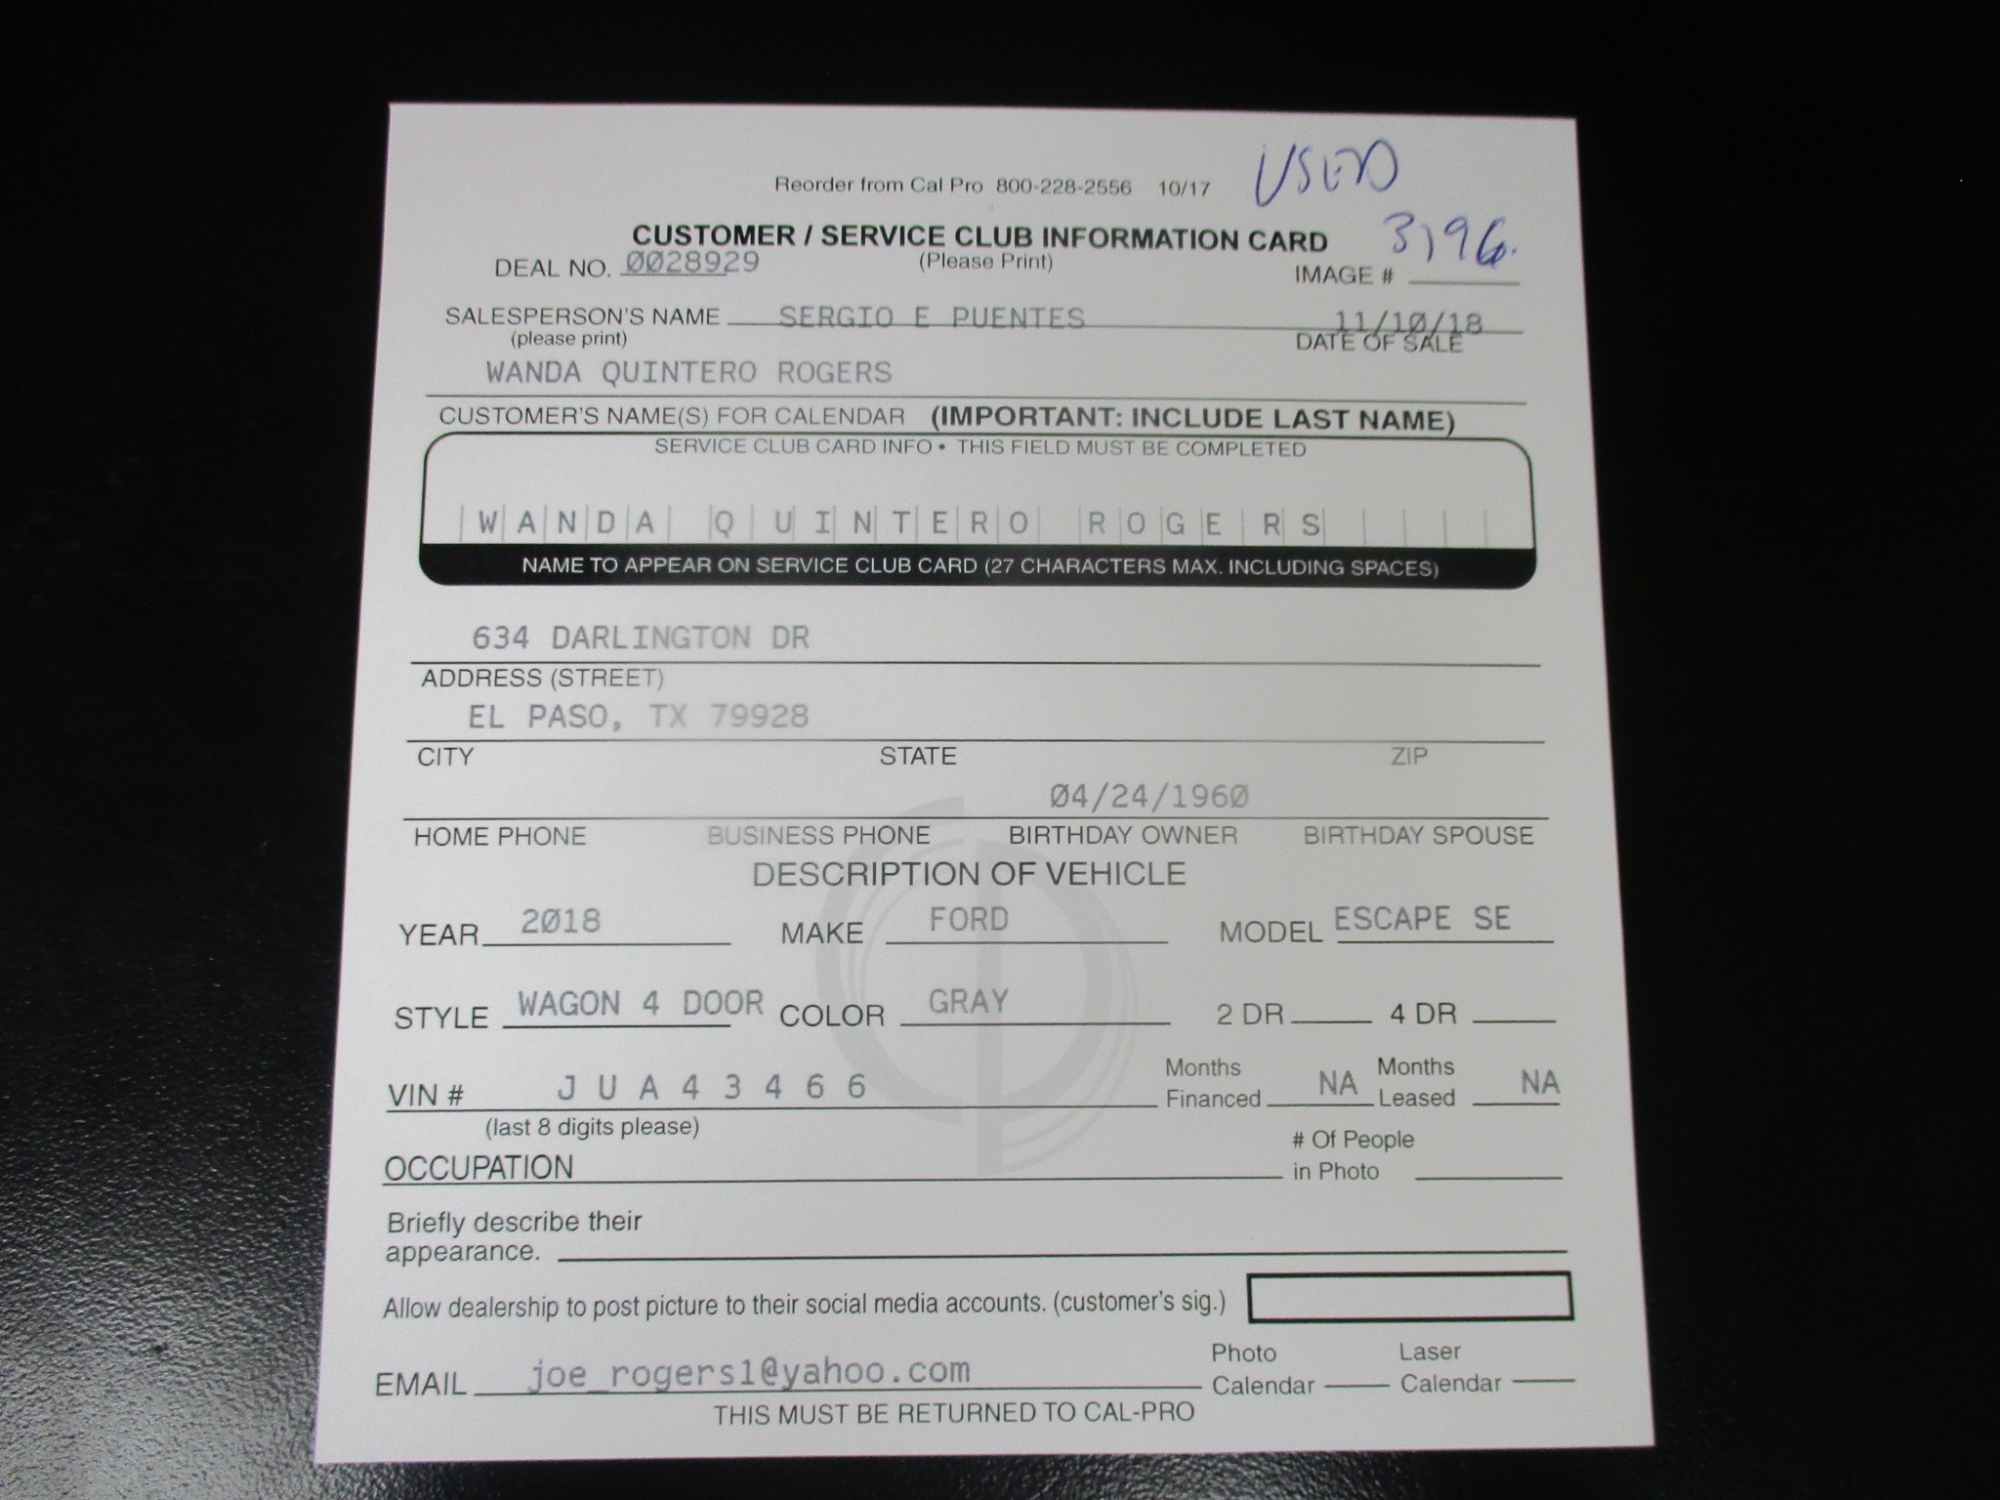 Reorder from Cal Pro 800-228-2556 10/17 USED
CUSTOMER / SERVICE CLUB INFORMATION CARD
DEAL NO. 0028929 (Please Print) IMAGE # 3196.
SALESPERSON'S NAME SERGIO E PUENTES 11/10/18
(please print) DATE OF SALE
WANDA QUINTERO ROGERS
CUSTOMER'S NAME(S) FOR CALENDAR (IMPORTANT: INCLUDE LAST NAME)
SERVICE CLUB CARD INFO • THIS FIELD MUST BE COMPLETED
WANDA QUINTERO ROGERS
NAME TO APPEAR ON SERVICE CLUB CARD (27 CHARACTERS MAX. INCLUDING SPACES)
634 DARLINGTON DR
ADDRESS (STREET)
EL PASO, TX 79928
CITY STATE ZIP
04/24/1960
HOME PHONE BUSINESS PHONE BIRTHDAY OWNER BIRTHDAY SPOUSE
DESCRIPTION OF VEHICLE
YEAR 2018 MAKE FORD MODEL ESCAPE SE
STYLE WAGON 4 DOOR COLOR GRAY 2 DR 4 DR
VIN # J U A 4 3 4 6 6 Months Financed NA Months Leased NA
(last 8 digits please)
OCCUPATION # Of People in Photo
Briefly describe their
appearance.
Allow dealership to post picture to their social media accounts. (customer's sig.)
EMAIL joe_rogers1@yahoo.com Photo Calendar Laser Calendar
THIS MUST BE RETURNED TO CAL-PRO